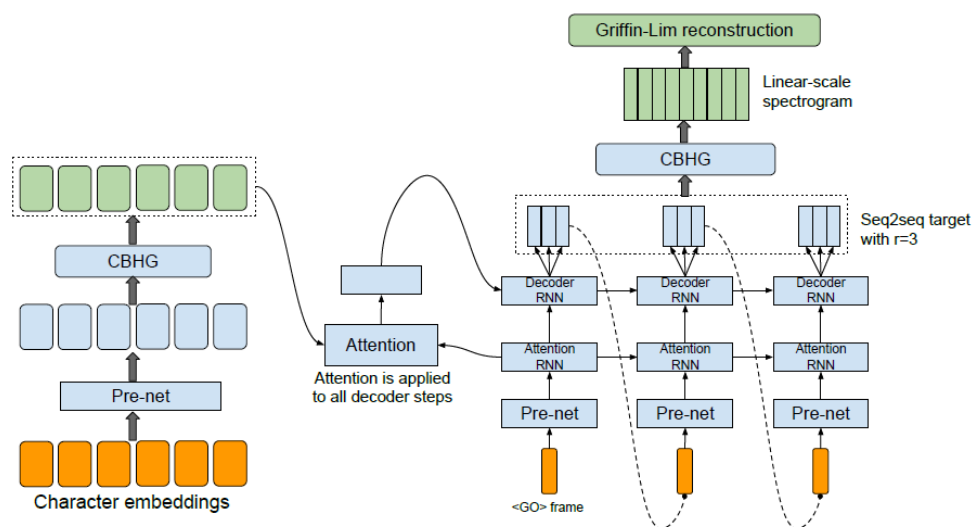 Griffin-Lim reconstruction
Linear-scale
spectrogram
CBHG
Seq2seq target
with r=3
CBHG
Decoder
RNN
Decoder
RNN
Decoder
RNN
Attention
Attention is applied
to all decoder steps
Attention
RNN
Attention
RNN
Attention
RNN
Pre-net
Pre-net
Pre-net
Pre-net
Character embeddings
<GO> frame